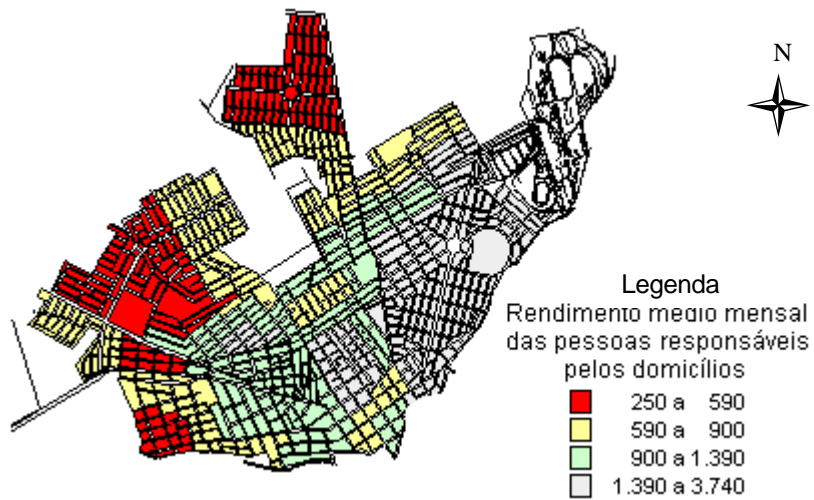 N
Legenda
Rendimento medio mensal
das pessoas responsáveis
pelos domicílios
250 a 590
590 a 900
900 a 1.390
1.390 a 3.740